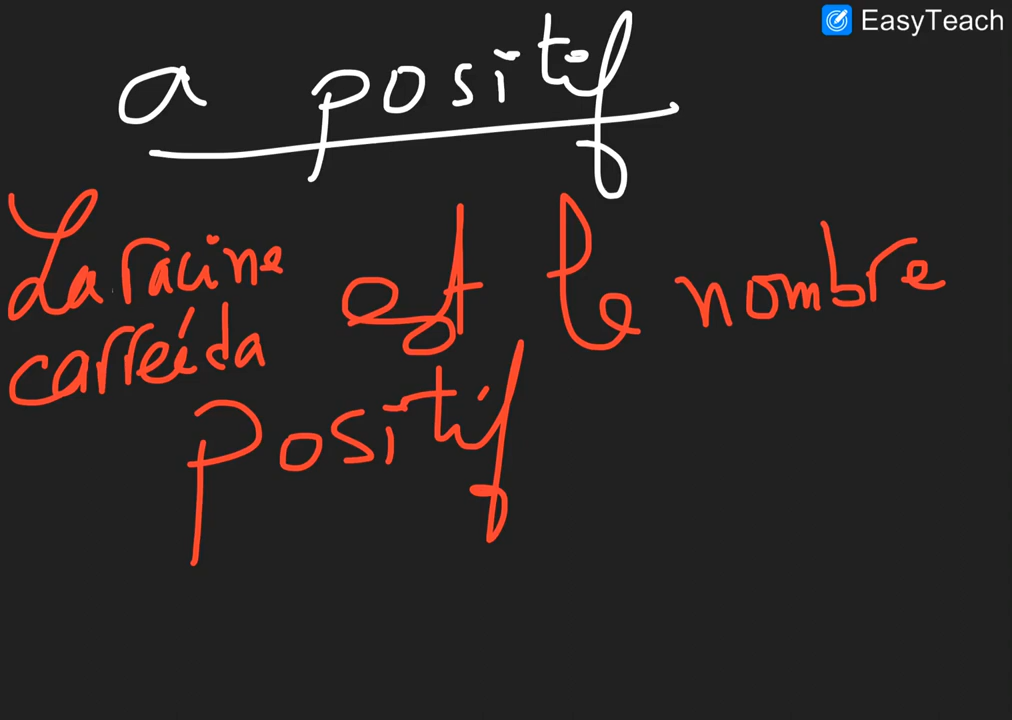 EasyTeach
a positif
La racine est le nombre
carrée da
positif